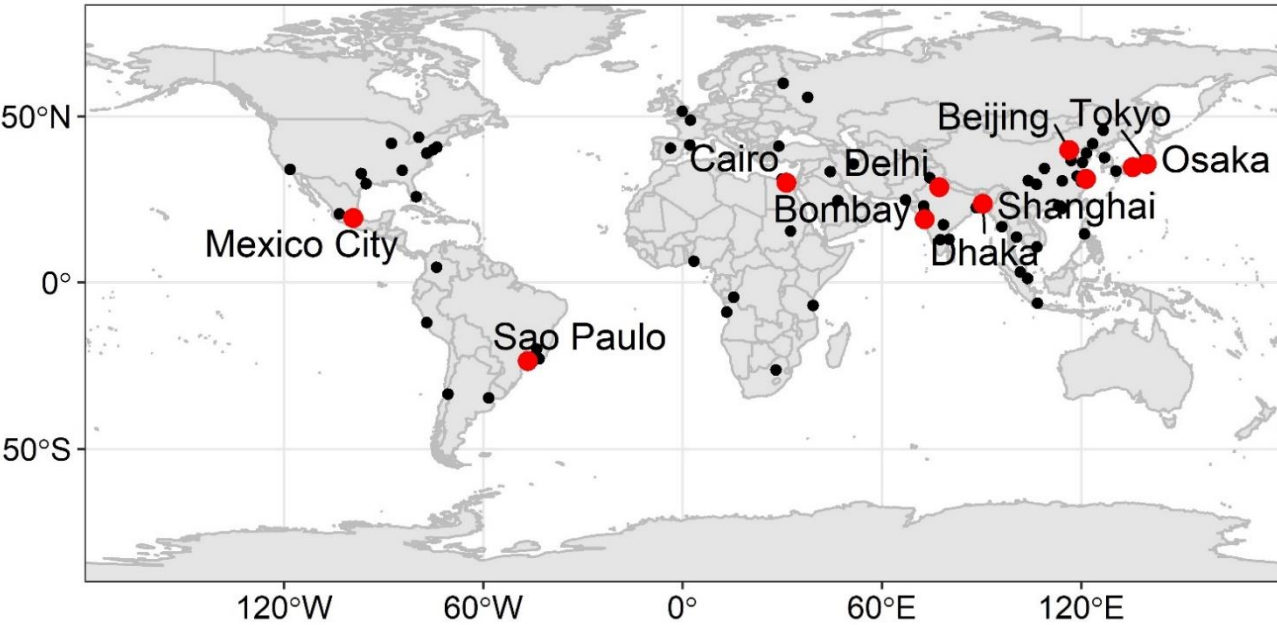 50°N
0°
50°S
Beijing
Tokyo
Cairo
Delhi
Osaka
Bombay
Shanghai
Mexico City
Dhaka
Sao Paulo
120°W
60°W
0°
60°E
120°E